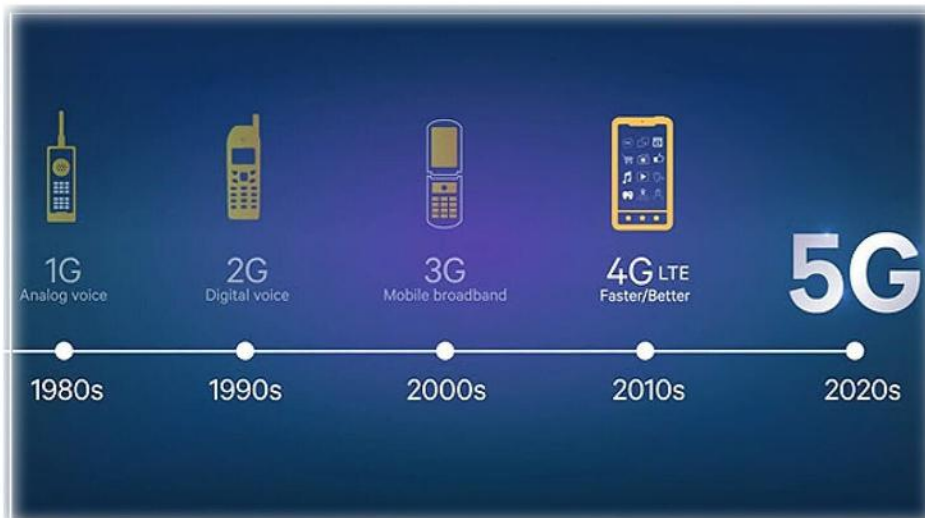 1G
Analog voice
2G
Digital voice
3G
Mobile broadband
4G LTE
Faster/Better
5G
1980s
1990s
2000s
2010s
2020s